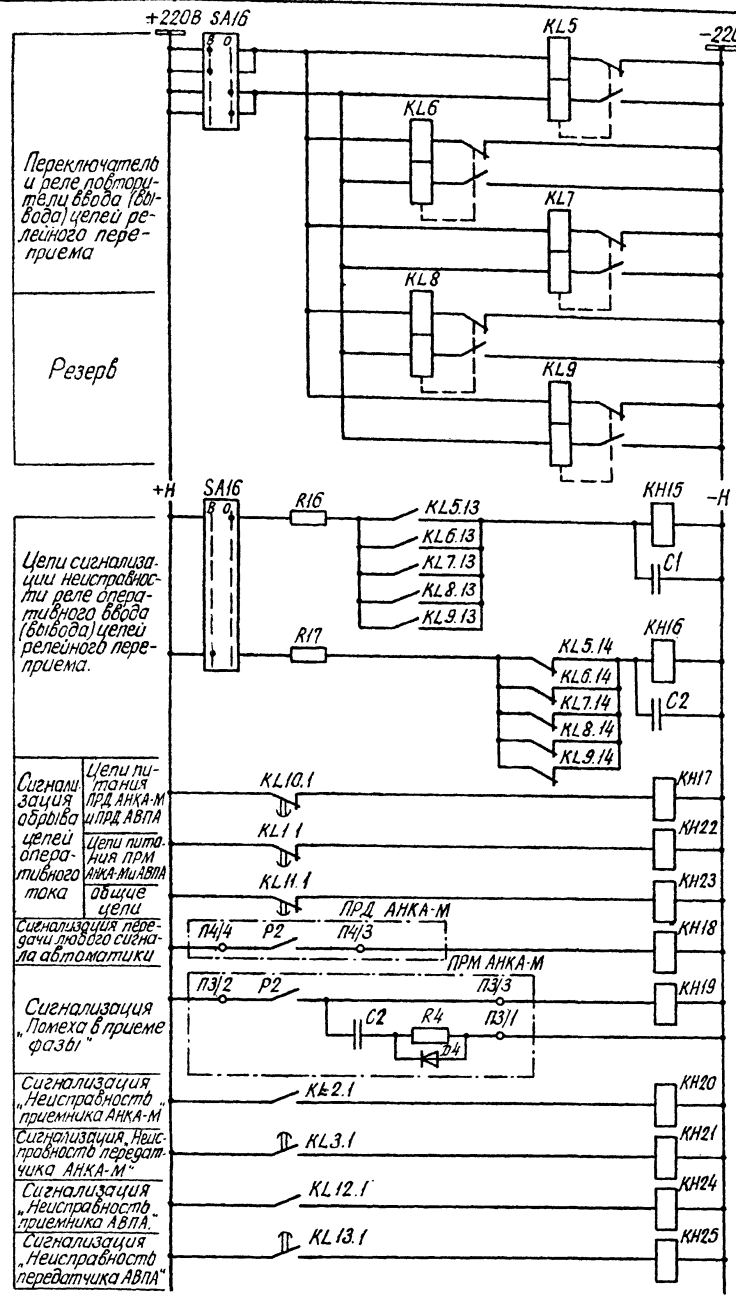 +220В SA16
-220
В О
KL5
KL6
KL7
KL8
KL9
Переключатель
и реле повтори-
тели ввода (вы-
вода) цепей ре-
лейного пере-
приема
Резерв
+Н
SA16
В О
R16
KL5.13
KL6.13
KL7.13
KL8.13
KL9.13
KH15
-Н
C1
Цепи сигнализа-
ции неисправнос-
ти реле опера-
тивного ввода
(вывода) цепей
релейного пере-
приема.
R17
KL5.14
KL6.14
KL7.14
KL8.14
KL9.14
KH16
C2
Сигнали-
зация
обрыва
цепей
опера-
тивного
тока
Цепи пи-
тания
ПРД АНКА-М
и ПРД АВПА
KL10.1
KH17
Цепи пита-
ния ПРМ
АНКА-М и АВПА
KL1.1
KH22
общие
цепи
KL11.1
KH23
Сигнализация пере-
дачи любого сигна-
ла автоматики
ПРД АНКА-М
П4/4
P2
П4/3
KH18
Сигнализация
„Помеха в приеме
фазы"
ПРМ АНКА-М
П3/2
P2
П3/3
C2
R4
П3/1
D4
KH19
Сигнализация
„Неисправность„
приемника АНКА-М
KL2.1
KH20
Сигнализация „Неис-
правность передат-
чика АНКА-М"
KL3.1
KH21
Сигнализация
„Неисправность
приемника АВПА."
KL12.1
KH24
Сигнализация
„Неисправность
передатчика АВПА"
KL13.1
KH25